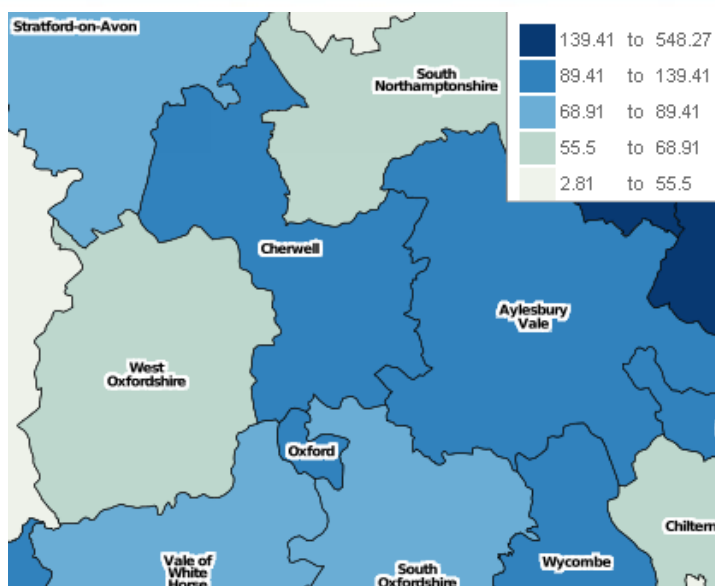 Stratford-on-Avon
139.41 to 548.27
89.41 to 139.41
68.91 to 89.41
55.5 to 68.91
2.81 to 55.5
South
Northamptonshire
Cherwell
Aylesbury
Vale
West
Oxfordshire
Oxford
Chiltern
Vale of
White
Horse
South
Oxfordshire
Wycombe